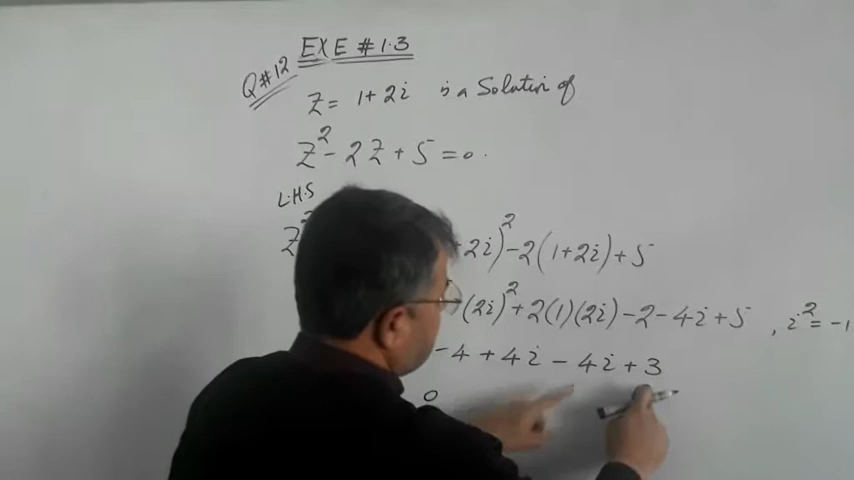 EXE # 1.3
Q#12
Z = 1+2i is a Solution of
Z² - 2Z + 5 = 0.
L.H.S
Z² +2i)² - 2(1+2i) + 5
(2i)² + 2(1)(2i) - 2 - 4i + 5 , i² = -1
-4 + 4i - 4i + 3
0